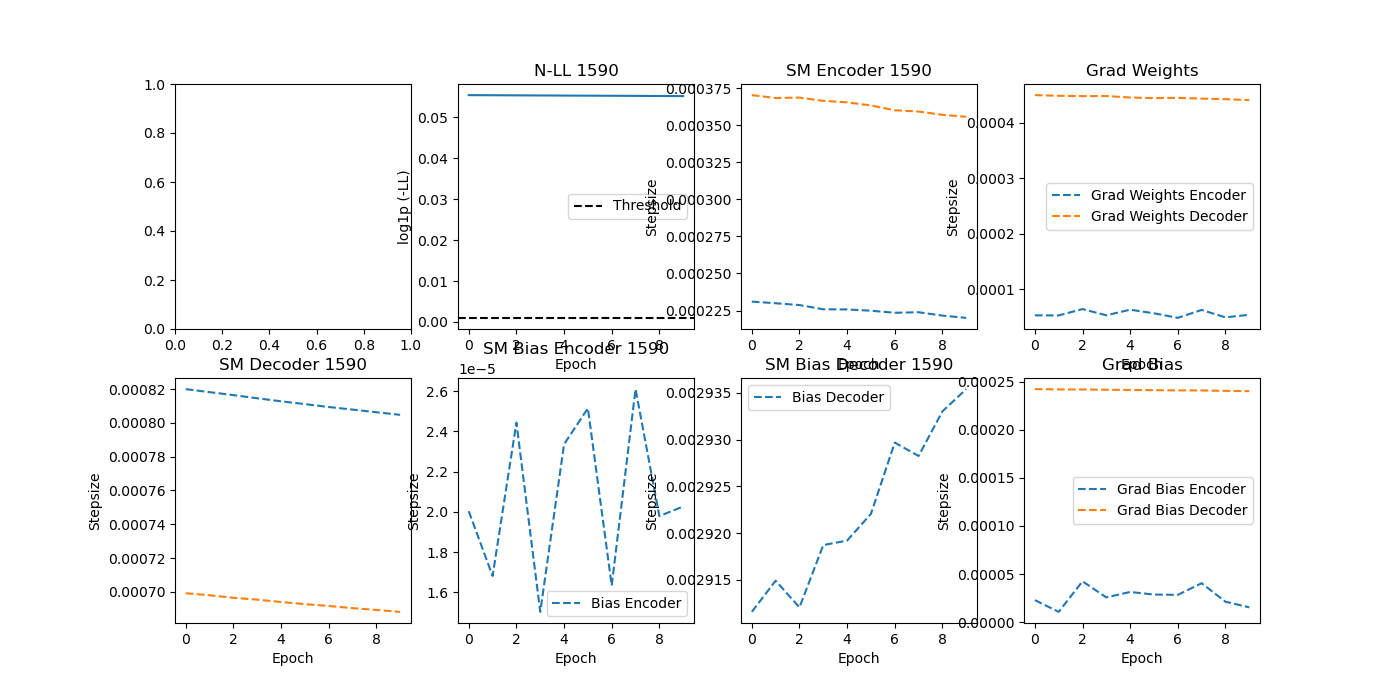 1.0
0.8
0.6
0.4
0.2
0.0
0.0 0.2 0.4 0.6 0.8 1.0
N-LL 1590
log1p (-LL)
0.05
0.04
0.03
0.02
0.01
0.00
Threshold
0 2 4 6 8
Epoch
SM Encoder 1590
Stepsize
0.000375
0.000350
0.000325
0.000300
0.000275
0.000250
0.000225
0 2 4 6 8
Epoch
Grad Weights
Stepsize
0.0004
0.0003
0.0002
0.0001
Grad Weights Encoder
Grad Weights Decoder
0 2 4 6 8
Epoch
SM Decoder 1590
Stepsize
0.00082
0.00080
0.00078
0.00076
0.00074
0.00072
0.00070
0 2 4 6 8
Epoch
SM Bias Encoder 1590
1e−5
Stepsize
2.6
2.4
2.2
2.0
1.8
1.6
Bias Encoder
0 2 4 6 8
Epoch
SM Bias Decoder 1590
Stepsize
0.002935
0.002930
0.002925
0.002920
0.002915
Bias Decoder
0 2 4 6 8
Epoch
Grad Bias
Stepsize
0.00025
0.00020
0.00015
0.00010
0.00005
0.00000
Grad Bias Encoder
Grad Bias Decoder
0 2 4 6 8
Epoch